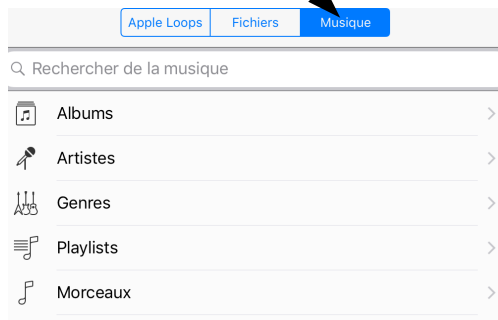 Apple Loops Fichiers Musique
Rechercher de la musique
Albums
Artistes
Genres
Playlists
Morceaux